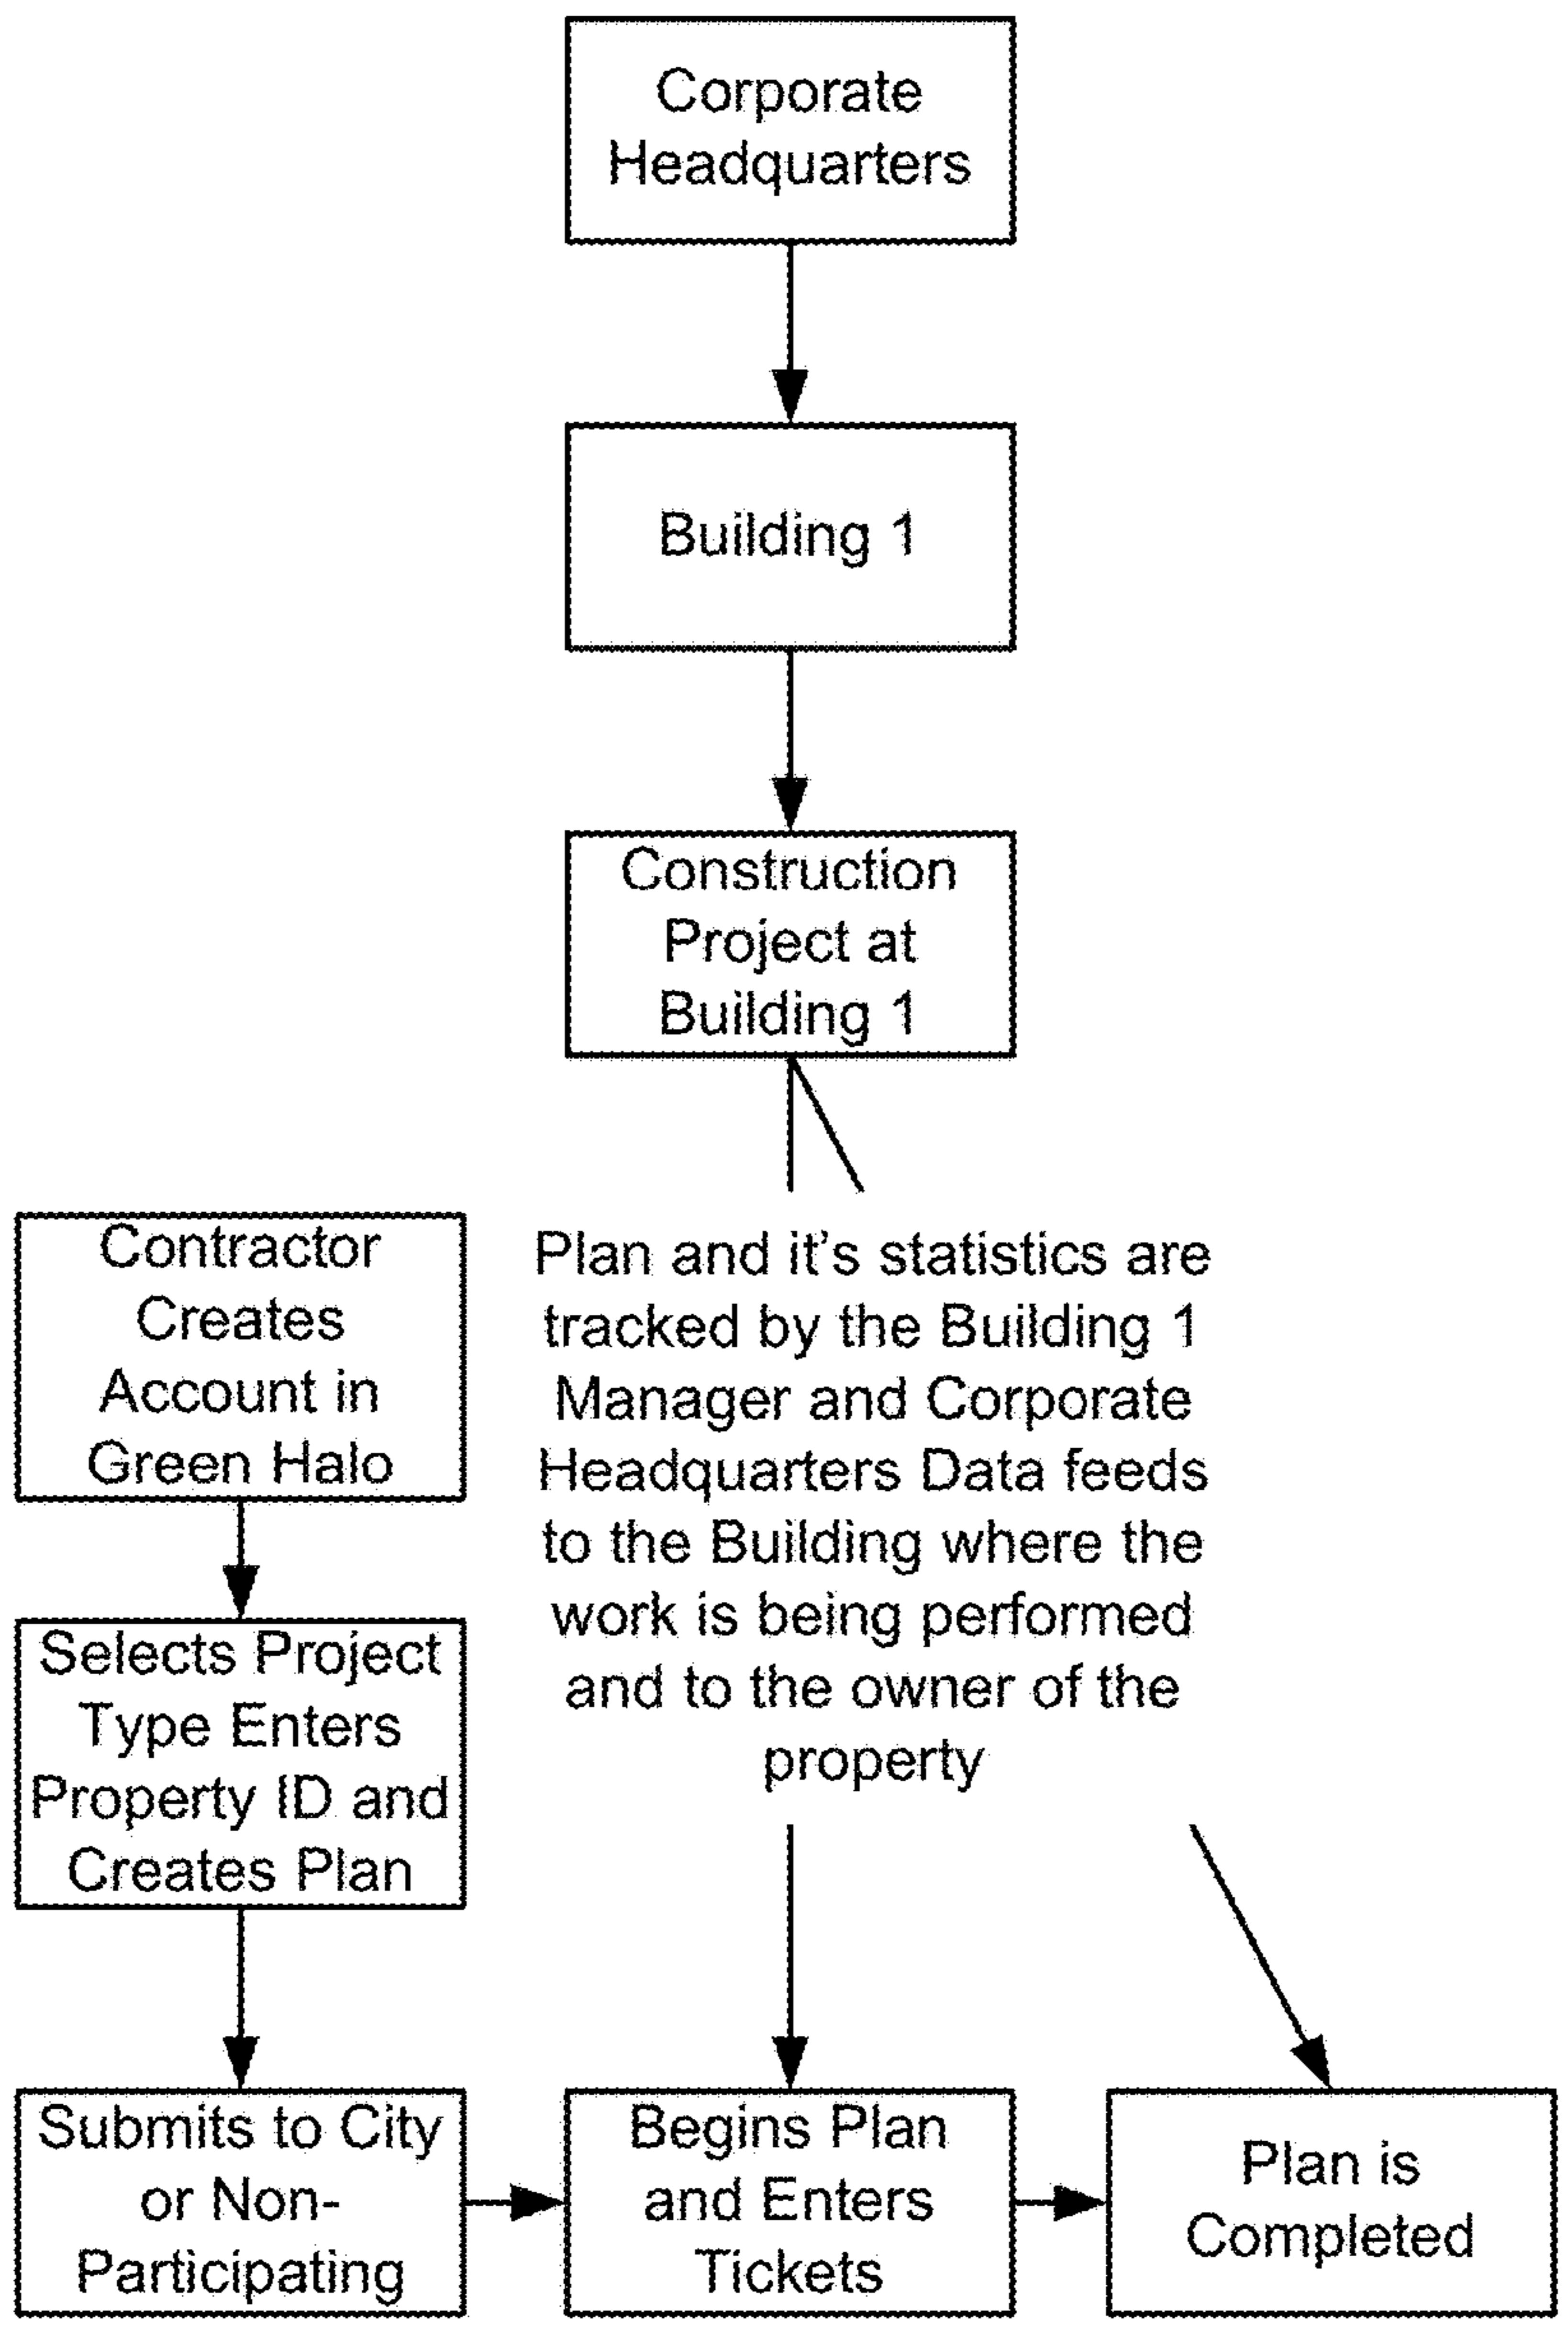 Corporate
Headquarters
Building 1
Construction
Project at
Building 1
Contractor
Creates
Account in
Green Halo
Plan and it's statistics are
tracked by the Building 1
Manager and Corporate
Headquarters Data feeds
to the Building where the
work is being performed
and to the owner of the
property
Selects Project
Type Enters
Property ID and
Creates Plan
Submits to City
or Non-
Participating
Begins Plan
and Enters
Tickets
Plan is
Completed